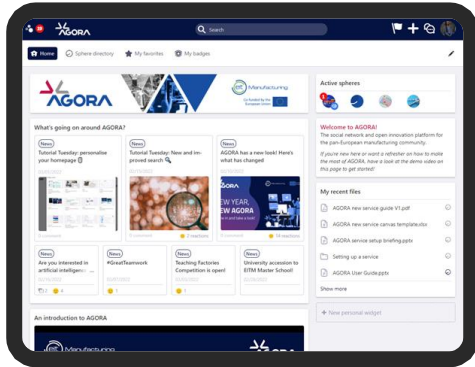 AGORA
Search
Home
Sphere directory
My favorites
My badges
AGORA
Manufacturing
Co-funded by the
European Union
Active spheres
What's going on around AGORA?
News
Tutorial Tuesday: personalise
your homepage
News
Tutorial Tuesday: New and im-
proved search
News
AGORA has a new look! Here's
what has changed
AGORA
NEW YEAR,
NEW AGORA
News
Are you interested in
artificial intelligenc- ...
News
#GreatTeamwork
News
Teaching Factories
Competition is open!
News
University accession to
EITM Master School!
Welcome to AGORA!
The social network and open innovation platform for
the pan-European manufacturing community.
If you're new here or want a refresher on how to make
the most of AGORA, have a look at the demo video on
this page to get started!
My recent files
AGORA new service guide V1.pdf
AGORA new service canvas template.xlsx
AGORA service setup briefing.pptx
Setting up a service
AGORA User Guide.pptx
Show more
+ New personal widget
An introduction to AGORA
Manufacturing